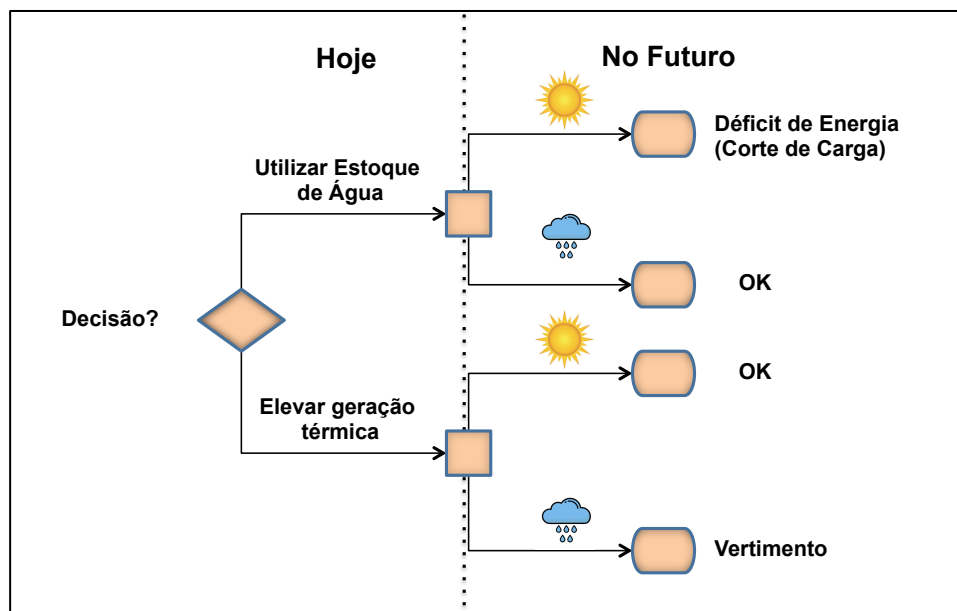 Hoje
No Futuro
Déficit de Energia
(Corte de Carga)
Utilizar Estoque
de Água
OK
Decisão?
OK
Elevar geração
térmica
Vertimento